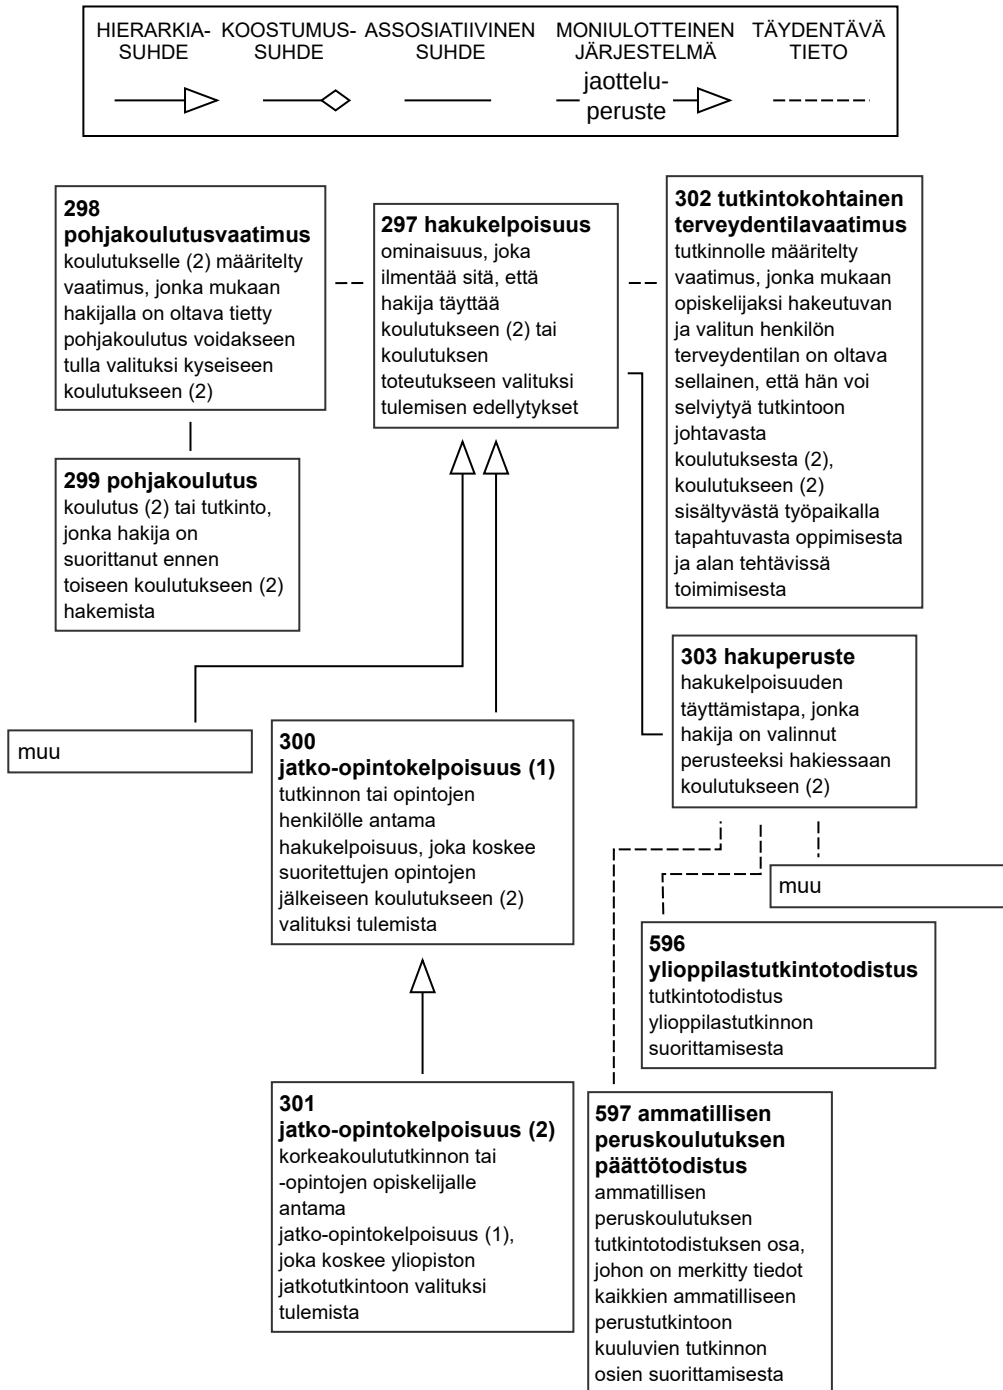 HIERARKIA-
SUHDE
KOOSTUMUS-
SUHDE
ASSOSIATIIVINEN
SUHDE
MONIULOTTEINEN
JÄRJESTELMÄ
TÄYDENTÄVÄ
TIETO
jaottelu-
peruste
298
pohjakoulutusvaatimus
koulutukselle (2) määritelty
vaatimus, jonka mukaan
hakijalla on oltava tietty
pohjakoulutus voidakseen
tulla valituksi kyseiseen
koulutukseen (2)
297 hakukelpoisuus
ominaisuus, joka
ilmentää sitä, että
hakija täyttää
koulutukseen (2) tai
koulutuksen
toteutukseen valituksi
tulemisen edellytykset
302 tutkintokohtainen
terveydentilavaatimus
tutkinnolle määritelty
vaatimus, jonka mukaan
opiskelijaksi hakeutuvan
ja valitun henkilön
terveydentilan on oltava
sellainen, että hän voi
selviytyä tutkintoon
johtavasta
koulutuksesta (2),
koulutukseen (2)
sisältyvästä työpaikalla
tapahtuvasta oppimisesta
ja alan tehtävissä
toimimisesta
299 pohjakoulutus
koulutus (2) tai tutkinto,
jonka hakija on
suorittanut ennen
toiseen koulutukseen (2)
hakemista
303 hakuperuste
hakukelpoisuuden
täyttämistapa, jonka
hakija on valinnut
perusteeksi hakiessaan
koulutukseen (2)
muu
300
jatko-opintokelpoisuus (1)
tutkinnon tai opintojen
henkilölle antama
hakukelpoisuus, joka koskee
suoritettujen opintojen
jälkeiseen koulutukseen (2)
valituksi tulemista
muu
596
ylioppilastutkintotodistus
tutkintotodistus
ylioppilastutkinnon
suorittamisesta
301
jatko-opintokelpoisuus (2)
korkeakoulututkinnon tai
-opintojen opiskelijalle
antama
jatko-opintokelpoisuus (1),
joka koskee yliopiston
jatkotutkintoon valituksi
tulemista
597 ammatillisen
peruskoulutuksen
päättötodistus
ammatillisen
peruskoulutuksen
tutkintotodistuksen osa,
johon on merkitty tiedot
kaikkien ammatilliseen
perustutkintoon
kuuluvien tutkinnon
osien suorittamisesta